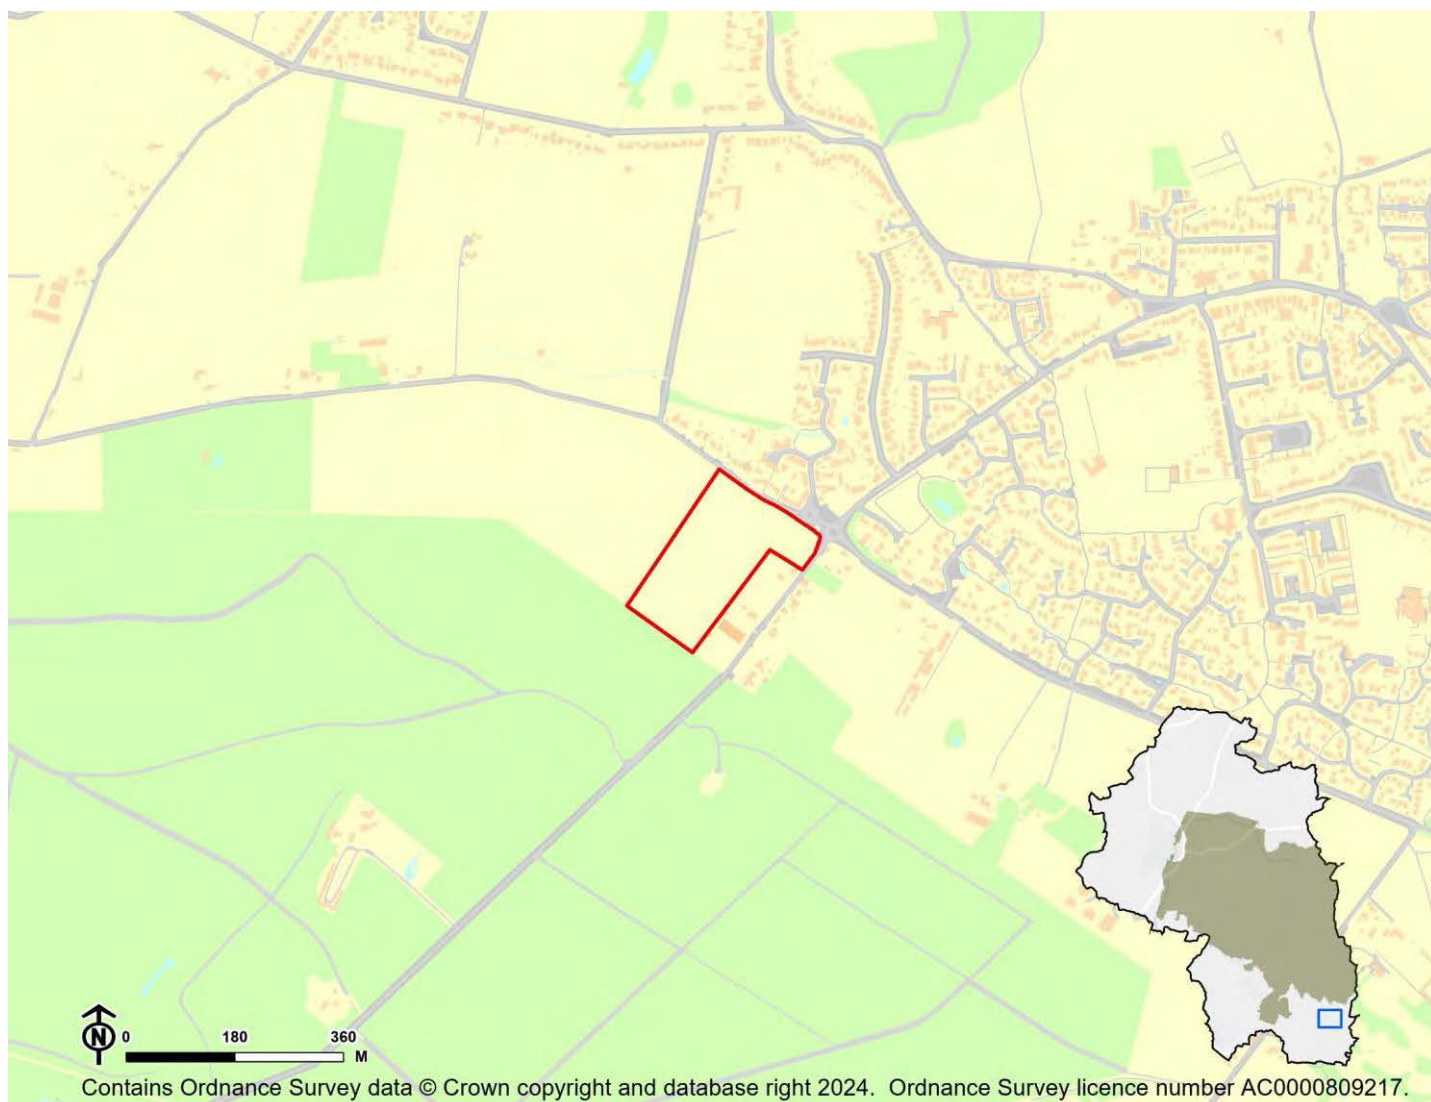 N
0 180 360
M
Contains Ordnance Survey data © Crown copyright and database right 2024. Ordnance Survey licence number AC0000809217.